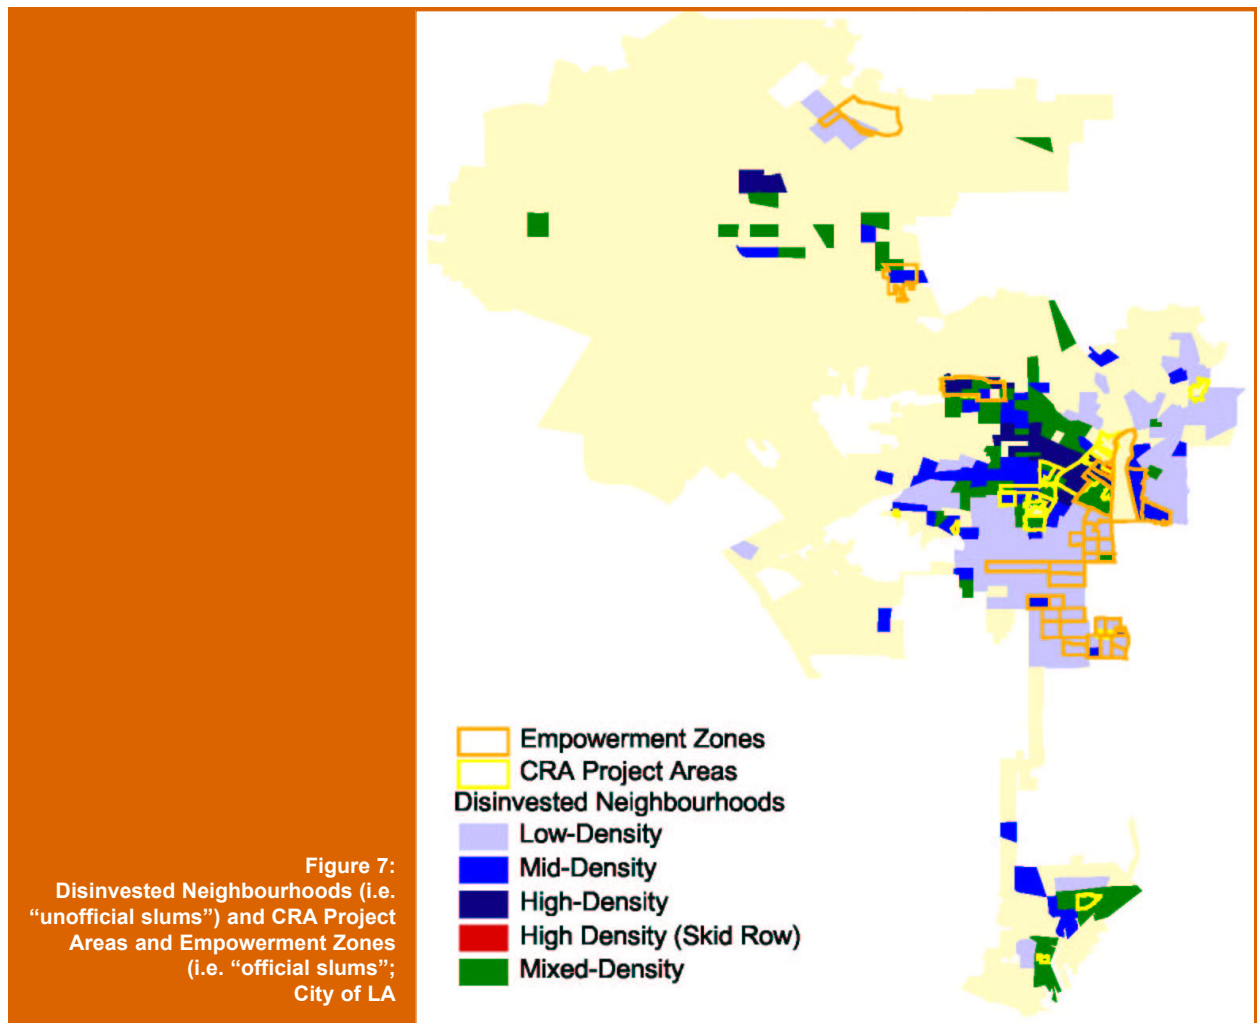 Empowerment Zones
CRA Project Areas
Disinvested Neighbourhoods
Low-Density
Mid-Density
High-Density
High Density (Skid Row)
Mixed-Density
Figure 7:
Disinvested Neighbourhoods (i.e.
“unofficial slums”) and CRA Project
Areas and Empowerment Zones
(i.e. “official slums”;
City of LA